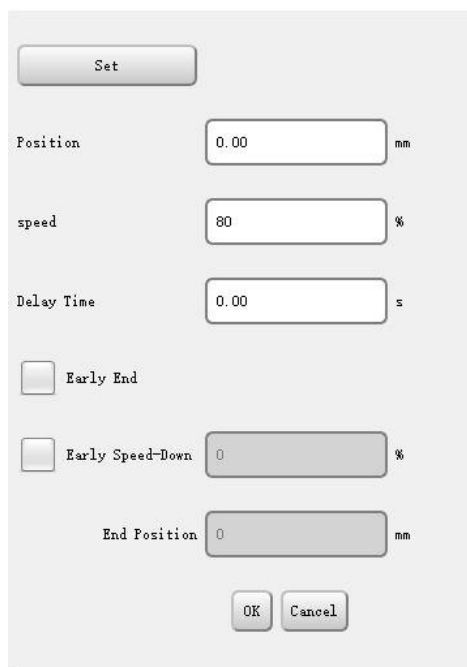 Set
Position 0.00 mm
speed 80 %
Delay Time 0.00 s
Early End
Early Speed-Down 0 %
End Position 0 mm
OK Cancel